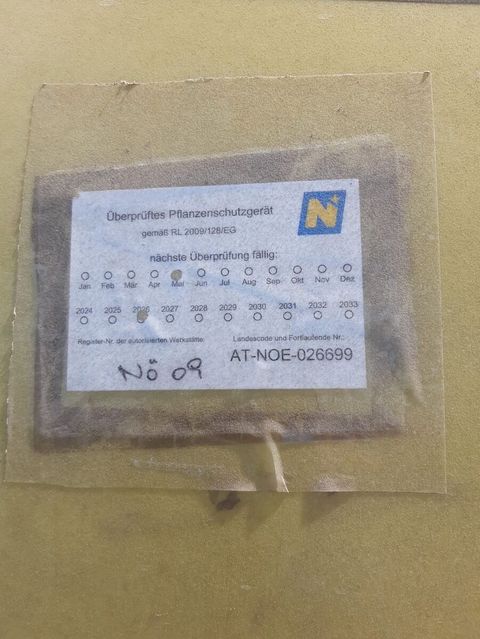 Überprüftes Pflanzenschutzgerät
gemäß RL 2009/128/EG
N
nächste Überprüfung fällig:
Jan Feb Mär Apr Mai Jun Jul Aug Sep Okt Nov Dez
2024 2025 2026 2027 2028 2029 2030 2031 2032 2033
Register-Nr. der autorisierten Werkstätte:
Landescode und Fortlaufende Nr.:
NÖ 09
AT-NOE-026699